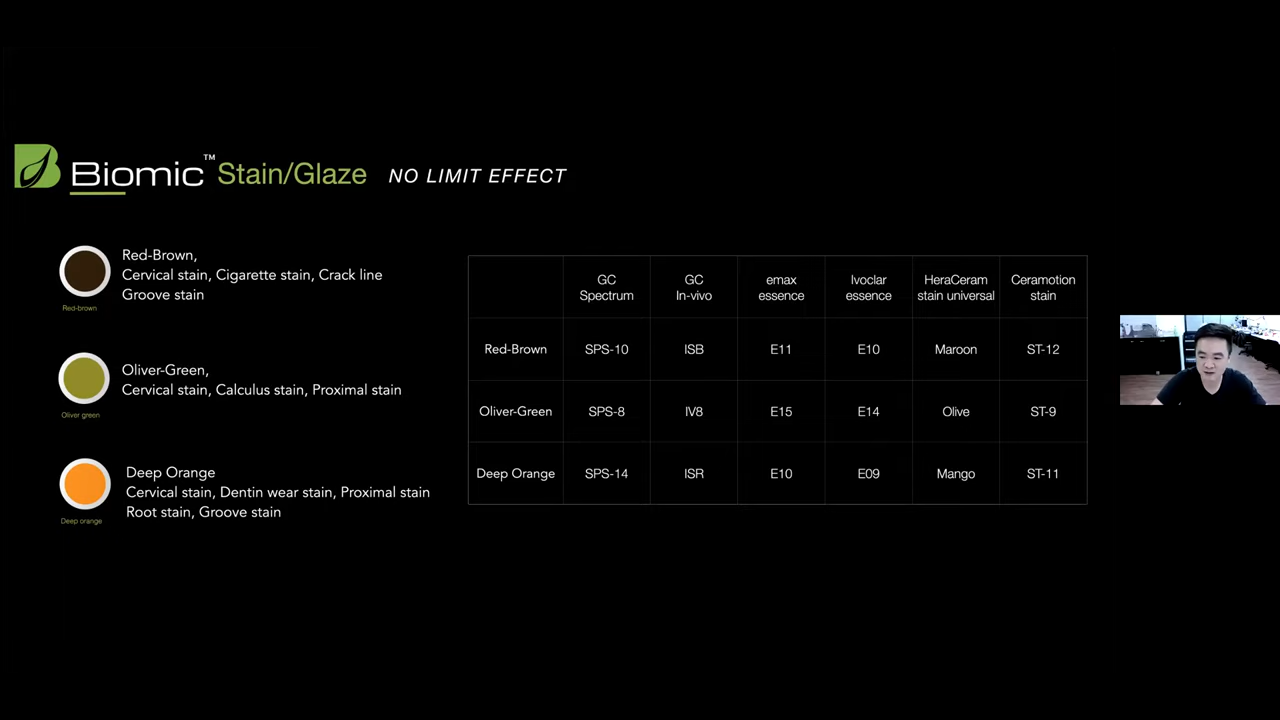 Biomic™ Stain/Glaze NO LIMIT EFFECT
Red-Brown,
Cervical stain, Cigarette stain, Crack line
Groove stain
Red-brown
Oliver-Green,
Cervical stain, Calculus stain, Proximal stain
Oliver green
Deep Orange
Cervical stain, Dentin wear stain, Proximal stain
Root stain, Groove stain
Deep orange
GC Spectrum GC In-vivo emax essence Ivoclar essence HeraCeram stain universal Ceramotion stain
Red-Brown SPS-10 ISB E11 E10 Maroon ST-12
Oliver-Green SPS-8 IV8 E15 E14 Olive ST-9
Deep Orange SPS-14 ISR E10 E09 Mango ST-11